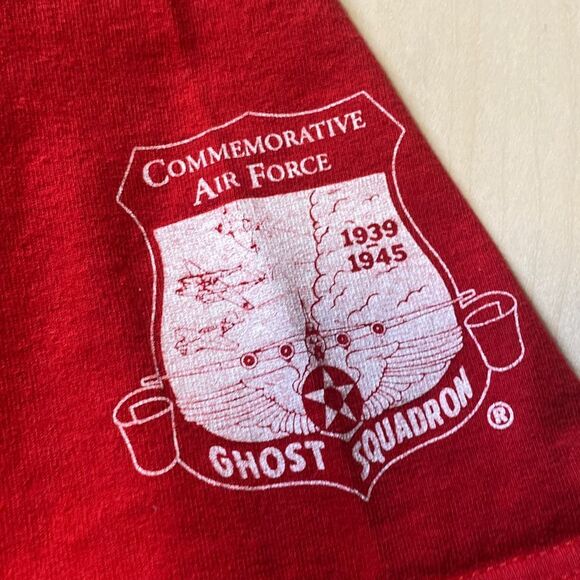 COMMEMORATIVE
AIR FORCE
1939
1945
GHOST SQUADRON
®